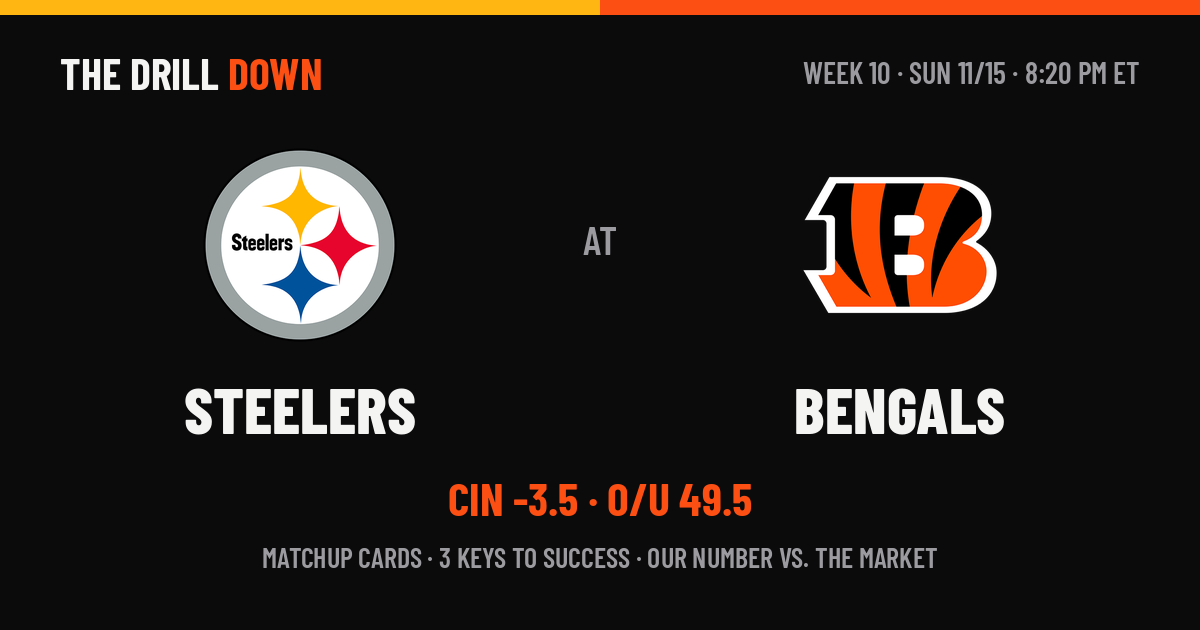 THE DRILL DOWN
WEEK 10 · SUN 11/15 · 8:20 PM ET
Steelers
AT
B
STEELERS
BENGALS
CIN -3.5 · O/U 49.5
MATCHUP CARDS · 3 KEYS TO SUCCESS · OUR NUMBER VS. THE MARKET